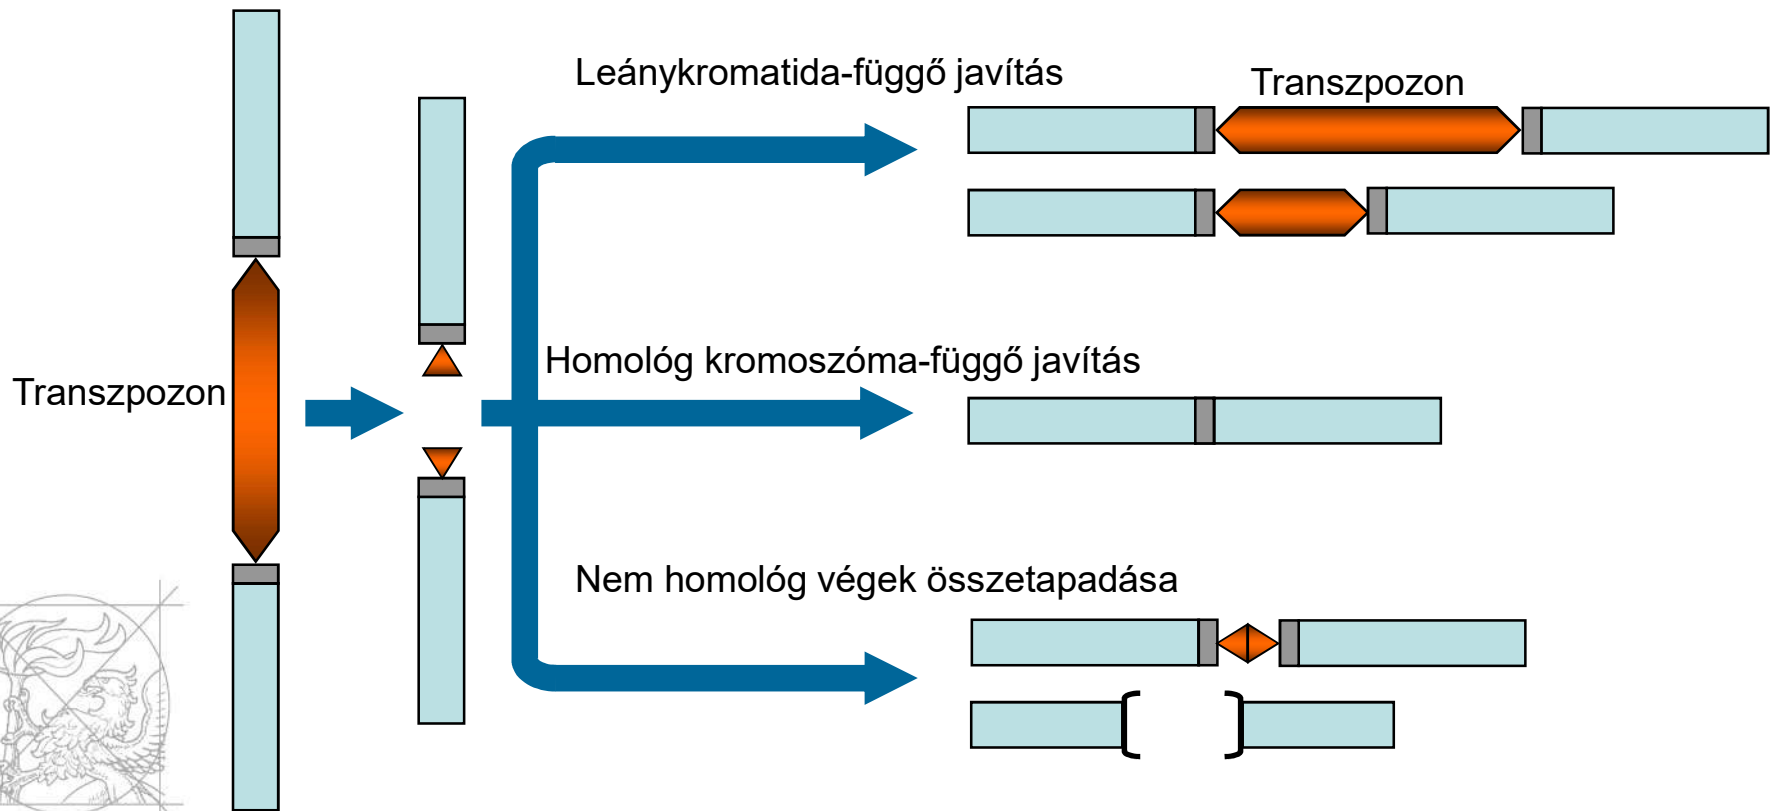 Leánykromatida-függő javítás
Transzpozon
Homológ kromoszóma-függő javítás
Transzpozon
Nem homológ végek összetapadása